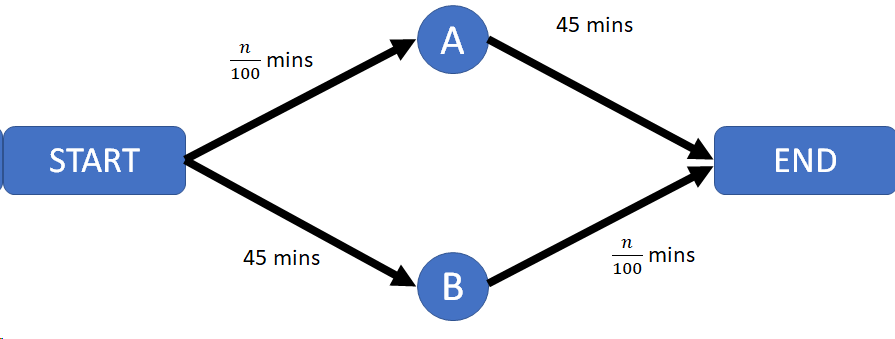 45 mins
A
n/100 mins
START
END
45 mins
n/100 mins
B